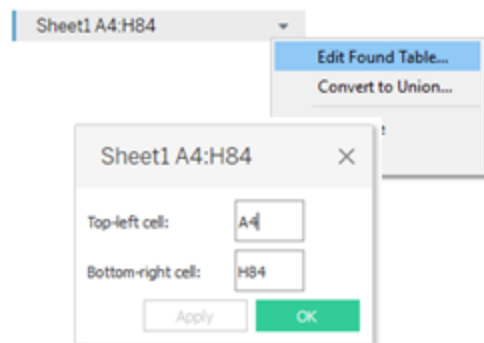 Sheet1 A4:H84
Edit Found Table...
Convert to Union...
Sheet1 A4:H84
Top-left cell:
A4
Bottom-right cell:
H84
Apply
OK